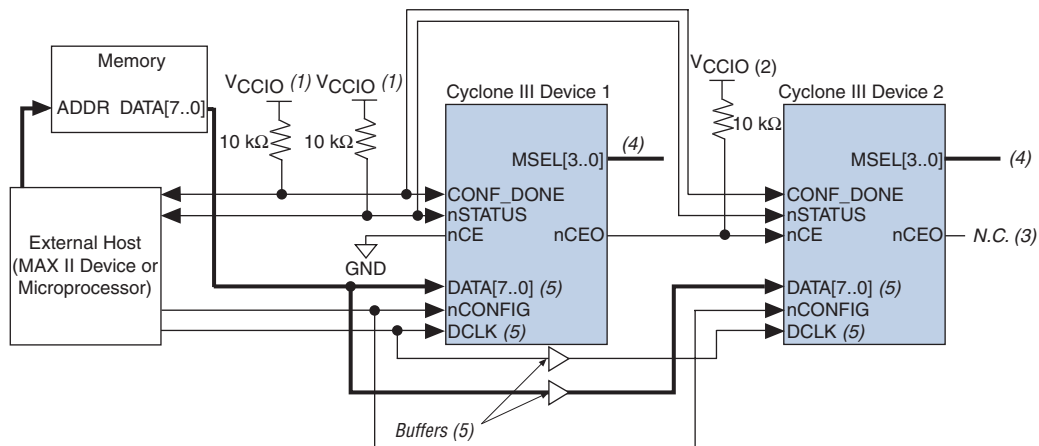 Memory
ADDR DATA[7..0]
VCCIO (1)
VCCIO (1)
10 kΩ
10 kΩ
External Host
(MAX II Device or
Microprocessor)
GND
Cyclone III Device 1
MSEL[3..0]
(4)
CONF_DONE
nSTATUS
nCE
nCEO
DATA[7..0] (5)
nCONFIG
DCLK (5)
VCCIO (2)
10 kΩ
Cyclone III Device 2
MSEL[3..0]
(4)
CONF_DONE
nSTATUS
nCE
nCEO
N.C. (3)
DATA[7..0] (5)
nCONFIG
DCLK (5)
Buffers (5)